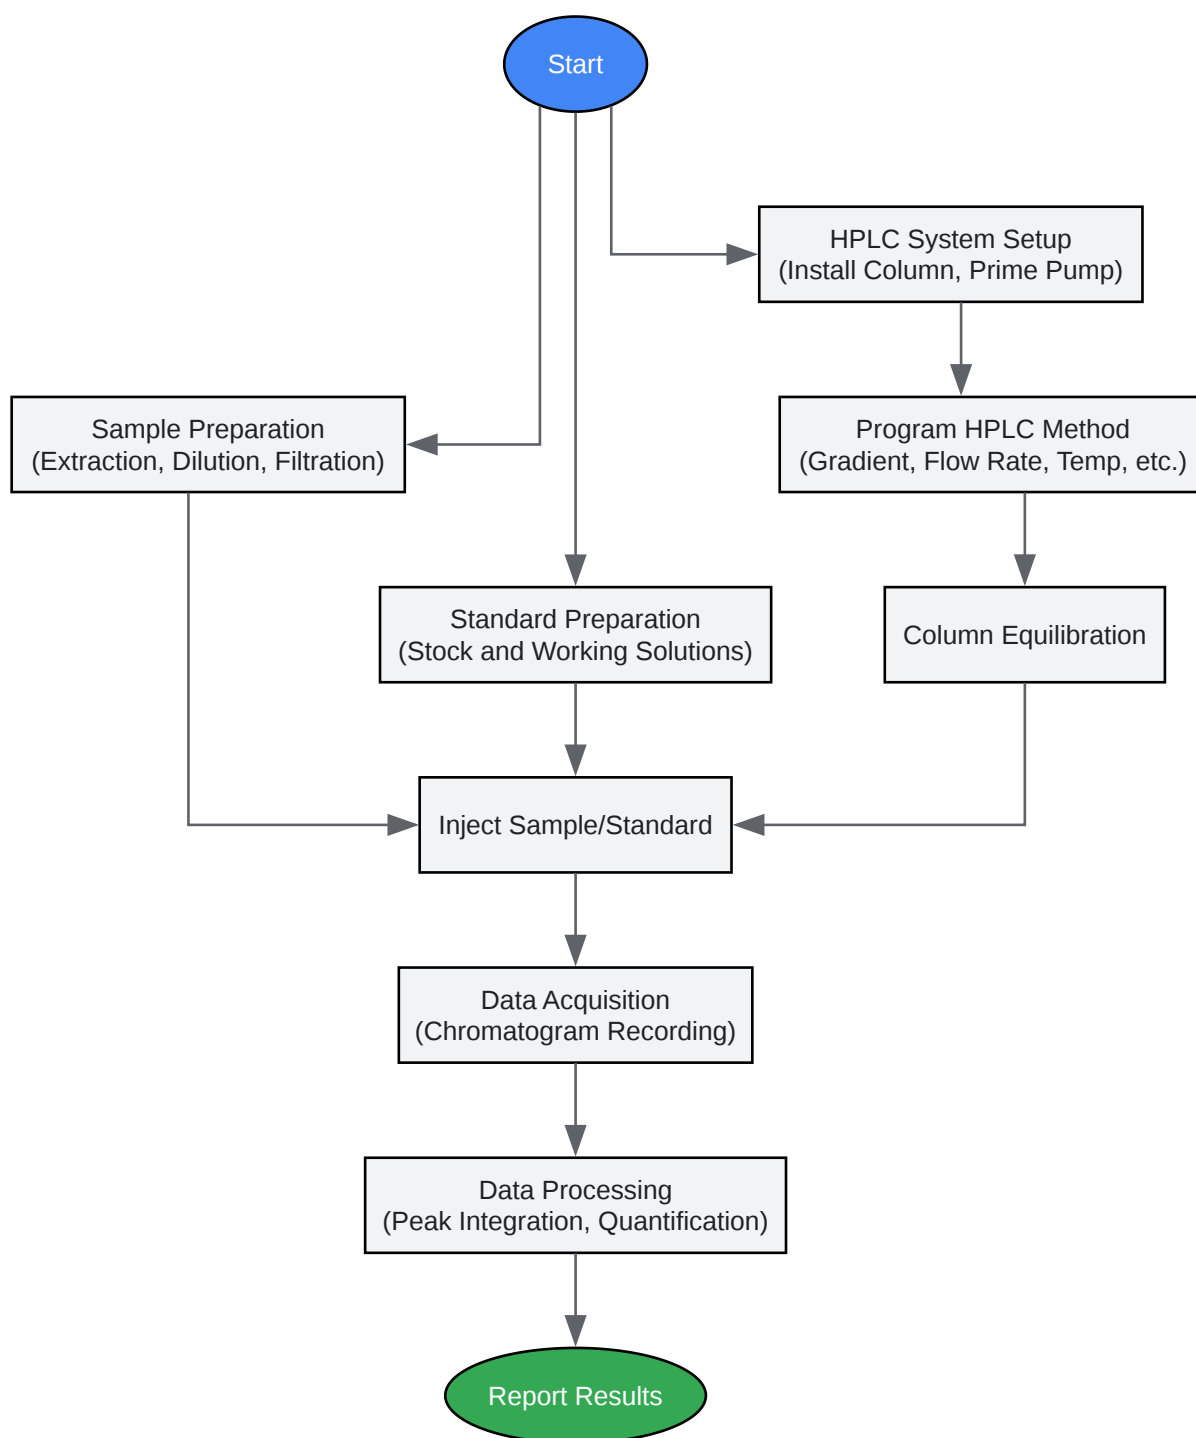 Start
HPLC System Setup
(Install Column, Prime Pump)
Sample Preparation
(Extraction, Dilution, Filtration)
Program HPLC Method
(Gradient, Flow Rate, Temp, etc.)
Standard Preparation
(Stock and Working Solutions)
Column Equilibration
Inject Sample/Standard
Data Acquisition
(Chromatogram Recording)
Data Processing
(Peak Integration, Quantification)
Report Results